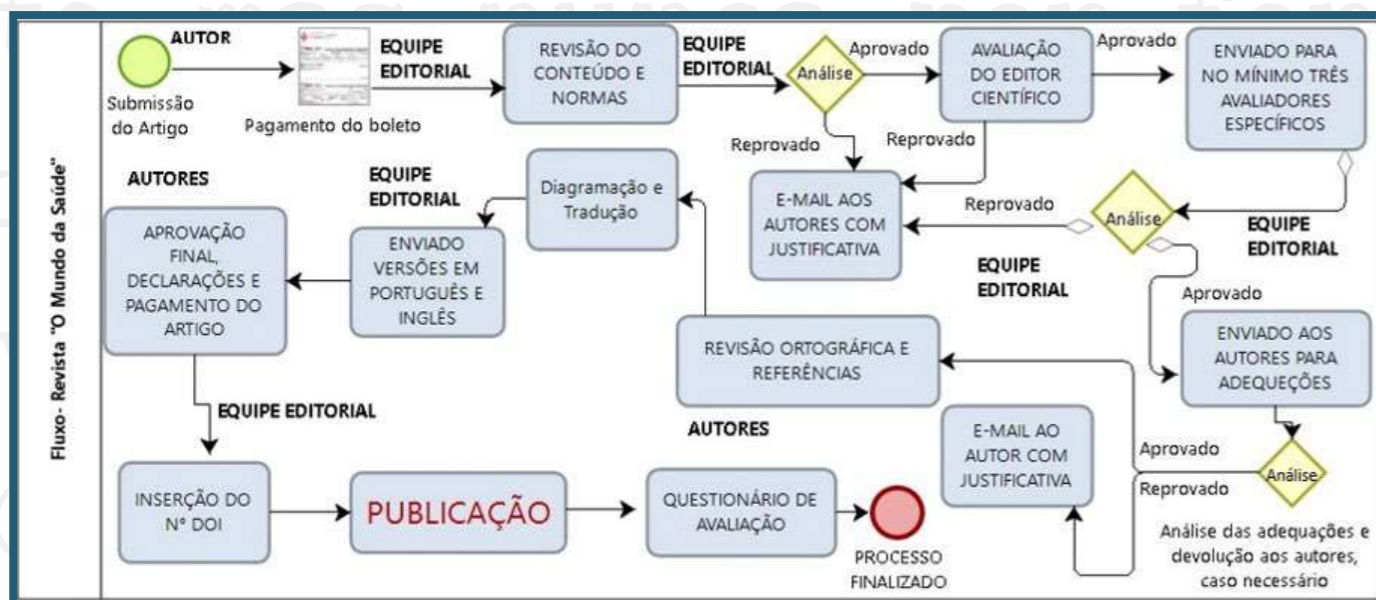 Fluxo- Revista "O Mundo da Saúde"
AUTOR
Submissão
do Artigo
Pagamento do boleto
EQUIPE
EDITORIAL
REVISÃO DO
CONTEÚDO E
NORMAS
EQUIPE
EDITORIAL
Análise
Aprovado
Reprovado
AVALIAÇÃO
DO EDITOR
CIENTÍFICO
Aprovado
Reprovado
ENVIADO PARA
NO MÍNIMO TRÊS
AVALIADORES
ESPECÍFICOS
EQUIPE
EDITORIAL
Análise
Reprovado
E-MAIL AOS
AUTORES COM
JUSTIFICATIVA
EQUIPE
EDITORIAL
Aprovado
ENVIADO AOS
AUTORES PARA
ADEQUEÇÕES
Análise
Aprovado
Reprovado
Análise das adequações e
devolução aos autores,
caso necessário
E-MAIL AO
AUTOR COM
JUSTIFICATIVA
REVISÃO ORTOGRÁFICA E
REFERÊNCIAS
Diagramação e
Tradução
EQUIPE
EDITORIAL
ENVIADO
VERSÕES EM
PORTUGUÊS E
INGLÊS
AUTORES
APROVAÇÃO
FINAL,
DECLARAÇÕES E
PAGAMENTO DO
ARTIGO
EQUIPE EDITORIAL
INSERÇÃO DO
Nº DOI
PUBLICAÇÃO
AUTORES
QUESTIONÁRIO DE
AVALIAÇÃO
PROCESSO
FINALIZADO